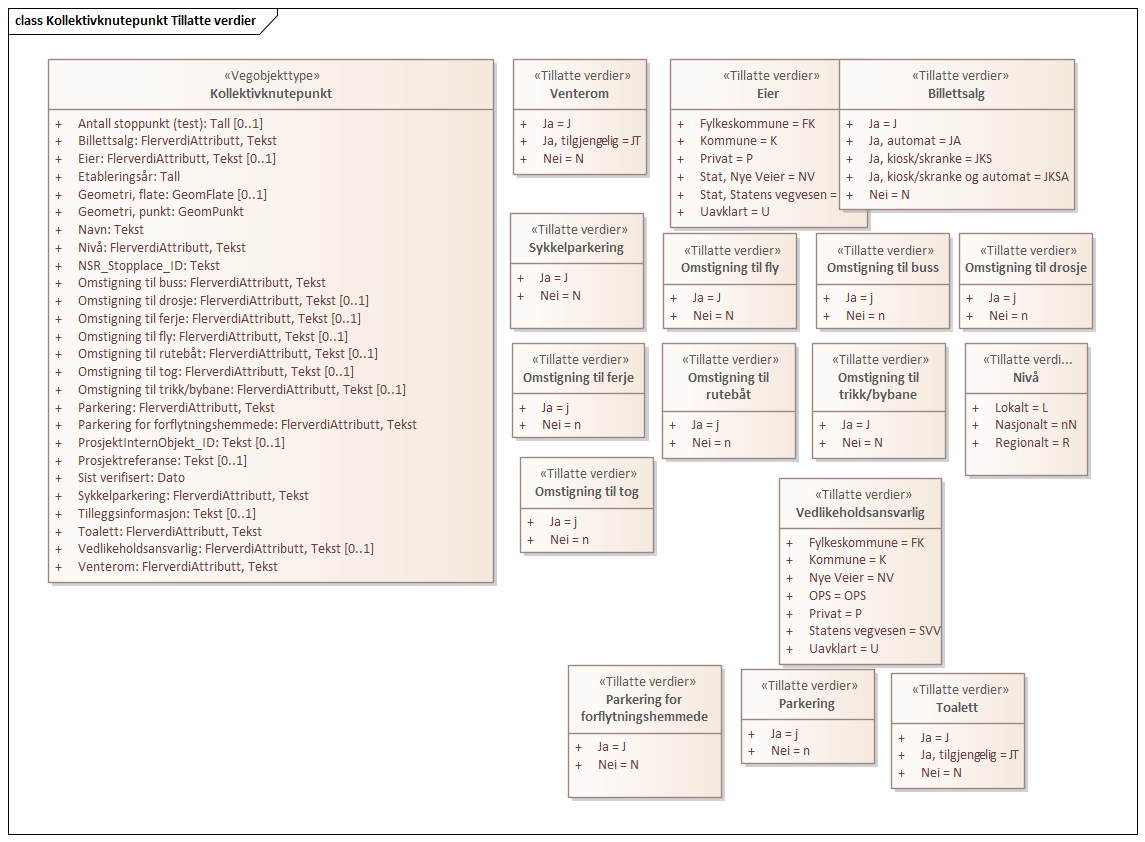 class Kollektivknutepunkt Tillatte verdier
«Vegobjekttype»
Kollektivknutepunkt
+ Antall stoppunkt (test): Tall [0..1]
+ Billettsalg: FlerverdiAttributt, Tekst
+ Eier: FlerverdiAttributt, Tekst [0..1]
+ Etableringsår: Tall
+ Geometri, flate: GeomFlate [0..1]
+ Geometri, punkt: GeomPunkt
+ Navn: Tekst
+ Nivå: FlerverdiAttributt, Tekst
+ NSR_Stopplace_ID: Tekst
+ Omstigning til buss: FlerverdiAttributt, Tekst
+ Omstigning til drosje: FlerverdiAttributt, Tekst [0..1]
+ Omstigning til ferje: FlerverdiAttributt, Tekst [0..1]
+ Omstigning til fly: FlerverdiAttributt, Tekst [0..1]
+ Omstigning til rutebåt: FlerverdiAttributt, Tekst [0..1]
+ Omstigning til tog: FlerverdiAttributt, Tekst [0..1]
+ Omstigning til trikk/bybane: FlerverdiAttributt, Tekst [0..1]
+ Parkering: FlerverdiAttributt, Tekst
+ Parkering for forflytningshemmede: FlerverdiAttributt, Tekst
+ ProsjektInternObjekt_ID: Tekst [0..1]
+ Prosjektreferanse: Tekst [0..1]
+ Sist verifisert: Dato
+ Sykkelparkering: FlerverdiAttributt, Tekst
+ Tilleggsinformasjon: Tekst [0..1]
+ Toalett: FlerverdiAttributt, Tekst
+ Vedlikeholdsansvarlig: FlerverdiAttributt, Tekst [0..1]
+ Venterom: FlerverdiAttributt, Tekst
«Tillatte verdier»
Venterom
+ Ja = J
+ Ja, tilgjengelig = JT
+ Nei = N
«Tillatte verdier»
Eier
+ Fylkeskommune = FK
+ Kommune = K
+ Privat = P
+ Stat, Nye Veier = NV
+ Stat, Statens vegvesen =
+ Uavklart = U
«Tillatte verdier»
Billettsalg
+ Ja = J
+ Ja, automat = JA
+ Ja, kiosk/skranke = JKS
+ Ja, kiosk/skranke og automat = JKSA
+ Nei = N
«Tillatte verdier»
Sykkelparkering
+ Ja = J
+ Nei = N
«Tillatte verdier»
Omstigning til fly
+ Ja = J
+ Nei = N
«Tillatte verdier»
Omstigning til buss
+ Ja = j
+ Nei = n
«Tillatte verdier»
Omstigning til drosje
+ Ja = j
+ Nei = n
«Tillatte verdier»
Omstigning til ferje
+ Ja = j
+ Nei = n
«Tillatte verdier»
Omstigning til
rutebåt
+ Ja = j
+ Nei = n
«Tillatte verdier»
Omstigning til
trikk/bybane
+ Ja = J
+ Nei = N
«Tillatte verdi...
Nivå
+ Lokalt = L
+ Nasjonalt = nN
+ Regionalt = R
«Tillatte verdier»
Omstigning til tog
+ Ja = j
+ Nei = n
«Tillatte verdier»
Vedlikeholdsansvarlig
+ Fylkeskommune = FK
+ Kommune = K
+ Nye Veier = NV
+ OPS = OPS
+ Privat = P
+ Statens vegvesen = SVV
+ Uavklart = U
«Tillatte verdier»
Parkering for
forflytningshemmede
+ Ja = J
+ Nei = N
«Tillatte verdier»
Parkering
+ Ja = j
+ Nei = n
«Tillatte verdier»
Toalett
+ Ja = J
+ Ja, tilgjengelig = JT
+ Nei = N